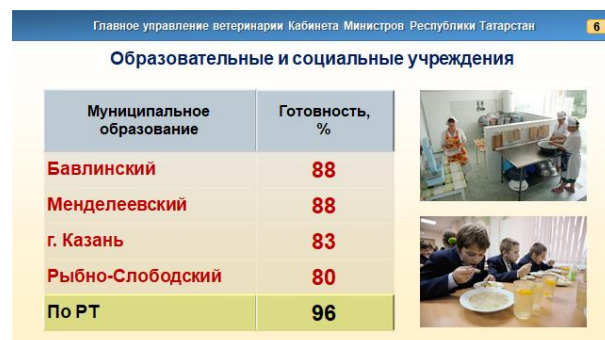 Главное управление ветеринарии Кабинета Министров Республики Татарстан
6
Образовательные и социальные учреждения
Муниципальное образование
Готовность, %
Бавлинский 88
Менделеевский 88
г. Казань 83
Рыбно-Слободский 80
По РТ 96